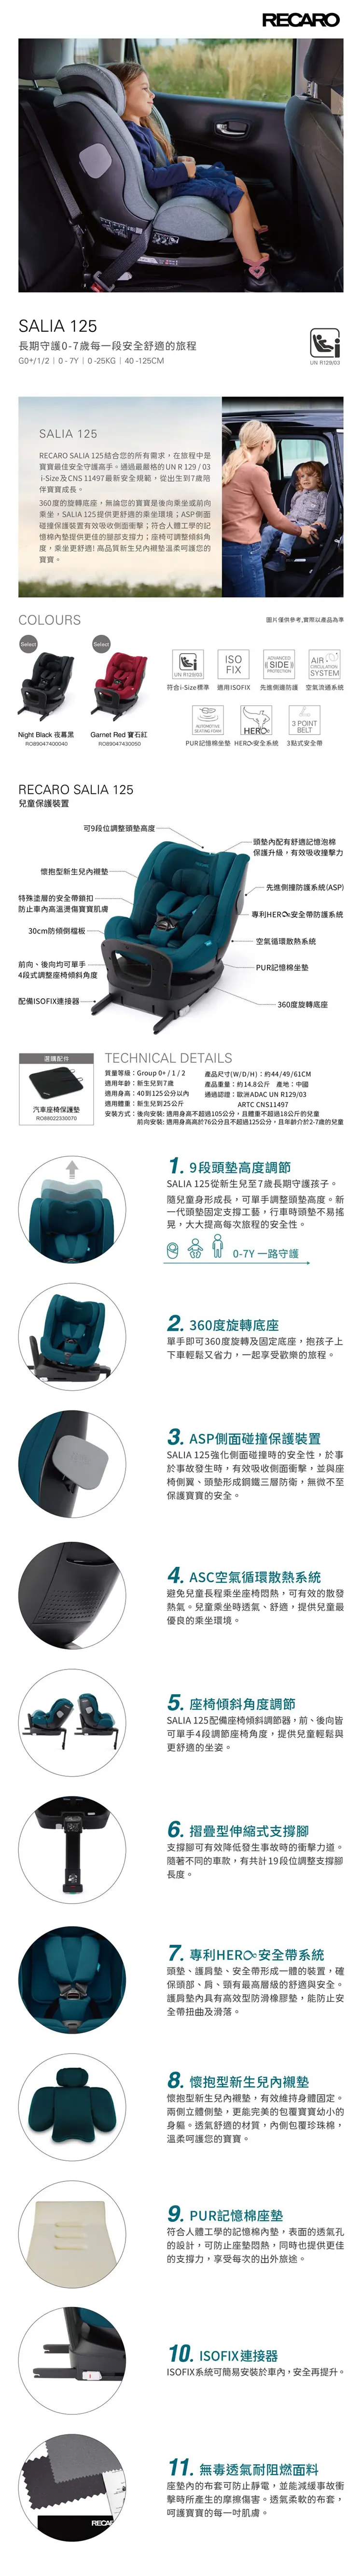 RECARO
SALIA 125
長期守護0-7歲每一段安全舒適的旅程
G0+/1/2 | 0 - 7Y | 0 -25KG | 40 -125CM
UN R129/03
SALIA 125
RECARO SALIA 125結合您的所有需求，在旅程中是
寶寶最佳安全守護高手。通過最嚴格的UN R 129 / 03
i-Size及CNS 11497最新安全規範，從出生到7歲陪
伴寶寶成長。
360度的旋轉底座，無論您的寶寶是後向乘坐或前向
乘坐，SALIA 125提供更舒適的乘坐環境；ASP側面
碰撞保護裝置有效吸收側面衝擊；符合人體工學的記
憶棉內墊提供更佳的腿部支撐力；座椅可調整傾斜角
度，乘坐更舒適! 高品質新生兒內襯墊溫柔呵護您的
寶寶。
COLOURS
圖片僅供參考,實際以產品為準
Select
Select
Night Black 夜幕黑
RO89047400040
Garnet Red 寶石紅
RO89047430050
UN R129/03
符合i-Size標準
ISO
FIX
適用ISOFIX
ADVANCED
SIDE
PROTECTION
先進側撞防護
AIR
CIRCULATION
SYSTEM
空氣流通系統
AUTOMOTIVE
SEATING FOAM
PUR記憶棉坐墊
HERO
HERO安全系統
3 POINT
BELT
3點式安全帶
RECARO SALIA 125
兒童保護裝置
可9段位調整頭墊高度
頭墊內配有舒適記憶泡棉
保護升級，有效吸收撞擊力
懷抱型新生兒內襯墊
先進側撞防護系統(ASP)
特殊塗層的安全帶鎖扣
防止車內高溫燙傷寶寶肌膚
專利HERO安全帶防護系統
30cm防傾倒檔板
空氣循環散熱系統
前向、後向均可單手
4段式調整座椅傾斜角度
PUR記憶棉坐墊
配備ISOFIX連接器
360度旋轉底座
選購配件
汽車座椅保護墊
RO88022330070
TECHNICAL DETAILS
質量等級：Group 0+ / 1 / 2
適用年齡：新生兒到7歲
適用身高：40到125公分以內
適用體重：新生兒到25公斤
產品尺寸(W/D/H)：約44/49/61CM
產品重量：約14.8公斤 產地：中國
通過認證：歐洲ADAC UN R129/03
ARTC CNS11497
安裝方式：後向安裝: 適用身高不超過105公分，且體重不超過18公斤的兒童
前向安裝: 適用身高高於76公分且不超過125公分，且年齡介於2-7歲的兒童
1. 9段頭墊高度調節
SALIA 125從新生兒至7歲長期守護孩子。
隨兒童身形成長，可單手調整頭墊高度。新
一代頭墊固定支撐工藝，行車時頭墊不易搖
晃，大大提高每次旅程的安全性。
0-7Y 一路守護
2. 360度旋轉底座
單手即可360度旋轉及固定底座，抱孩子上
下車輕鬆又省力，一起享受歡樂的旅程。
3. ASP側面碰撞保護裝置
SALIA 125強化側面碰撞時的安全性，於事
於事故發生時，有效吸收側面衝擊，並與座
椅側翼、頭墊形成鋼鐵三層防衛，無微不至
保護寶寶的安全。
4. ASC空氣循環散熱系統
避免兒童長程乘坐座椅悶熱，可有效的散發
熱氣。兒童乘坐時透氣、舒適，提供兒童最
優良的乘坐環境。
5. 座椅傾斜角度調節
SALIA 125配備座椅傾斜調節器，前、後向皆
可單手4段調節座椅角度，提供兒童輕鬆與
更舒適的坐姿。
6. 摺疊型伸縮式支撐腳
支撐腳可有效降低發生事故時的衝擊力道。
隨著不同的車款，有共計19段位調整支撐腳
長度。
7. 專利HERO安全帶系統
頭墊、護肩墊、安全帶形成一體的裝置，確
保頭部、肩、頸有最高層級的舒適與安全。
護肩墊內具有高效型防滑橡膠墊，能防止安
全帶扭曲及滑落。
8. 懷抱型新生兒內襯墊
懷抱型新生兒內襯墊，有效維持身體固定。
兩側立體側墊，更能完美的包覆寶寶幼小的
身軀。透氣舒適的材質，內側包覆珍珠棉，
溫柔呵護您的寶寶。
9. PUR記憶棉座墊
符合人體工學的記憶棉內墊，表面的透氣孔
的設計，可防止座墊悶熱，同時也提供更佳
的支撐力，享受每次的出外旅途。
10. ISOFIX連接器
ISOFIX系統可簡易安裝於車內，安全再提升。
11. 無毒透氣耐阻燃面料
座墊內的布套可防止靜電，並能減緩事故衝
擊時所產生的摩擦傷害。透氣柔軟的布套，
呵護寶寶的每一吋肌膚。